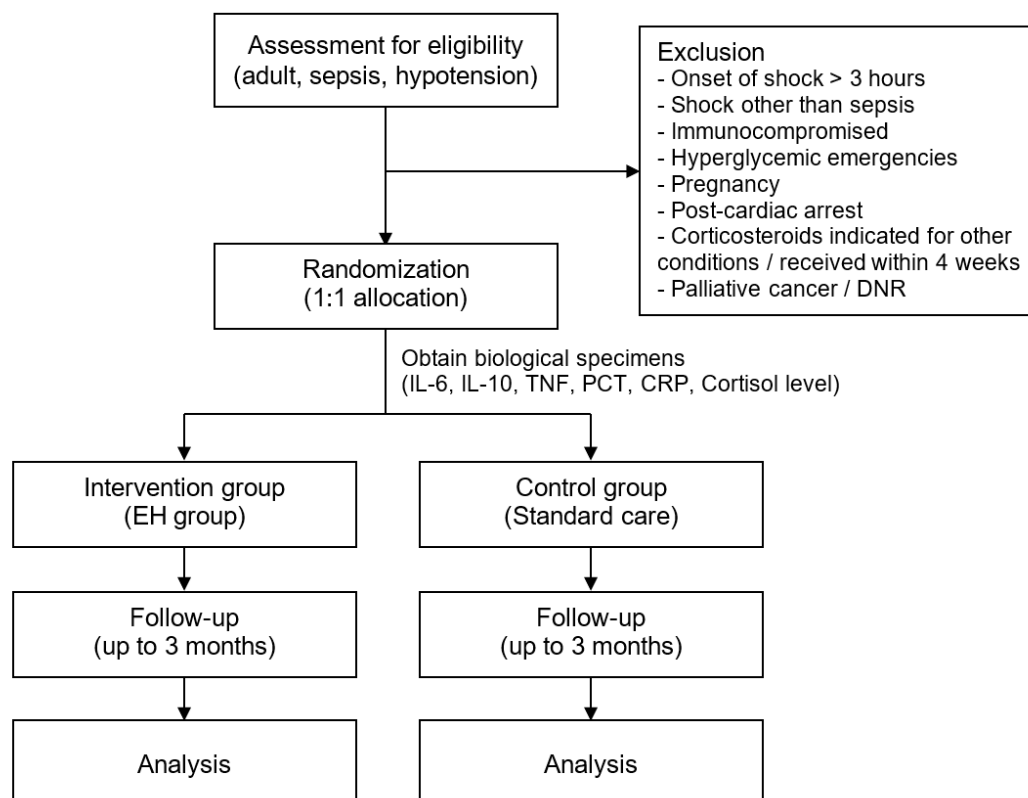 Assessment for eligibility
(adult, sepsis, hypotension)
Exclusion
- Onset of shock > 3 hours
- Shock other than sepsis
- Immunocompromised
- Hyperglycemic emergencies
- Pregnancy
- Post-cardiac arrest
- Corticosteroids indicated for other
conditions / received within 4 weeks
- Palliative cancer / DNR
Randomization
(1:1 allocation)
Obtain biological specimens
(IL-6, IL-10, TNF, PCT, CRP, Cortisol level)
Intervention group
(EH group)
Control group
(Standard care)
Follow-up
(up to 3 months)
Follow-up
(up to 3 months)
Analysis
Analysis